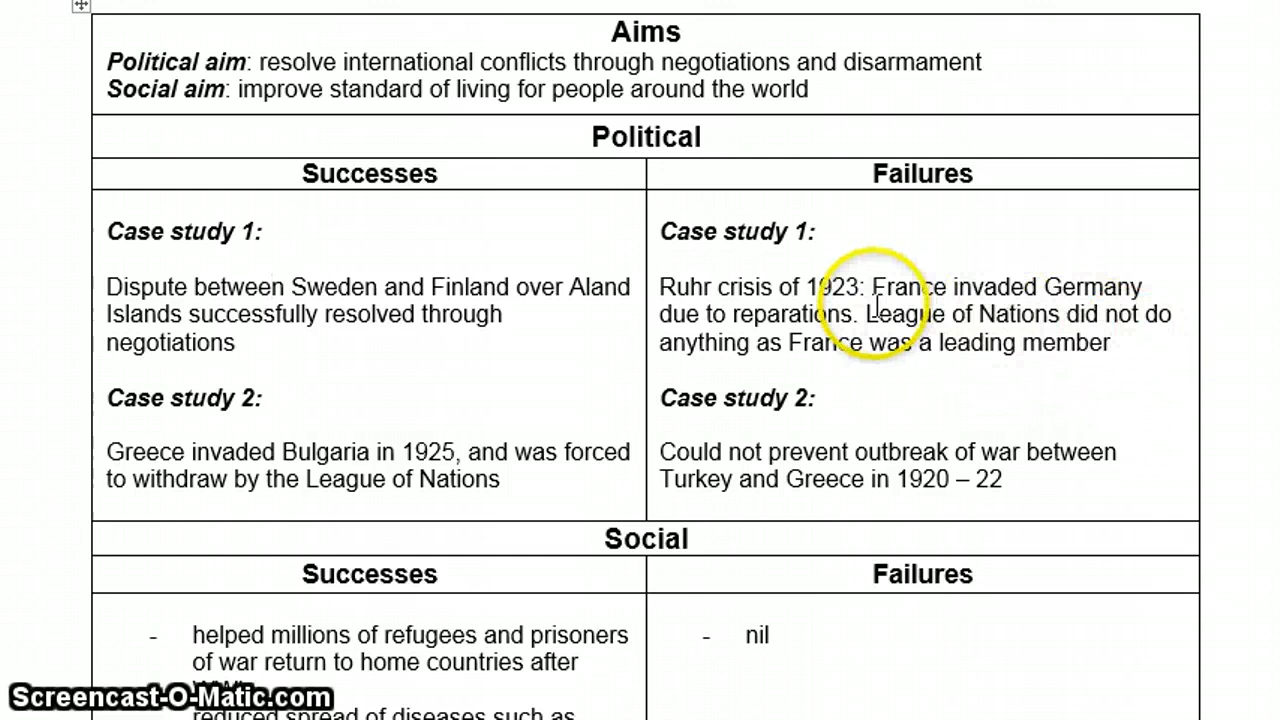 Aims
Political aim: resolve international conflicts through negotiations and disarmament
Social aim: improve standard of living for people around the world
Political
Successes
Failures
Case study 1:
Dispute between Sweden and Finland over Aland
Islands successfully resolved through
negotiations
Case study 2:
Greece invaded Bulgaria in 1925, and was forced
to withdraw by the League of Nations
Case study 1:
Ruhr crisis of 1923: France invaded Germany
due to reparations. League of Nations did not do
anything as France was a leading member
Case study 2:
Could not prevent outbreak of war between
Turkey and Greece in 1920 – 22
Social
Successes
Failures
- helped millions of refugees and prisoners
of war return to home countries after
reduced spread of diseases such as
- nil
Screencast-O-Matic.com